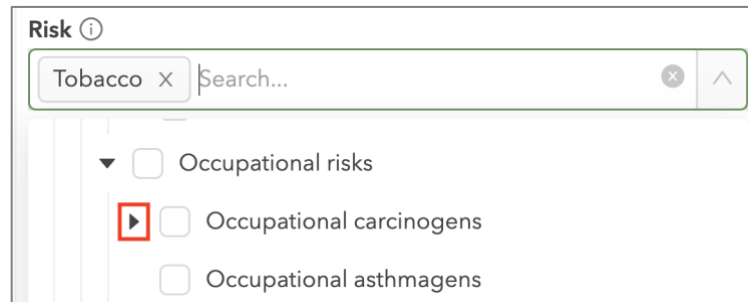 Risk
Tobacco X Search...
Occupational risks
Occupational carcinogens
Occupational asthmagens